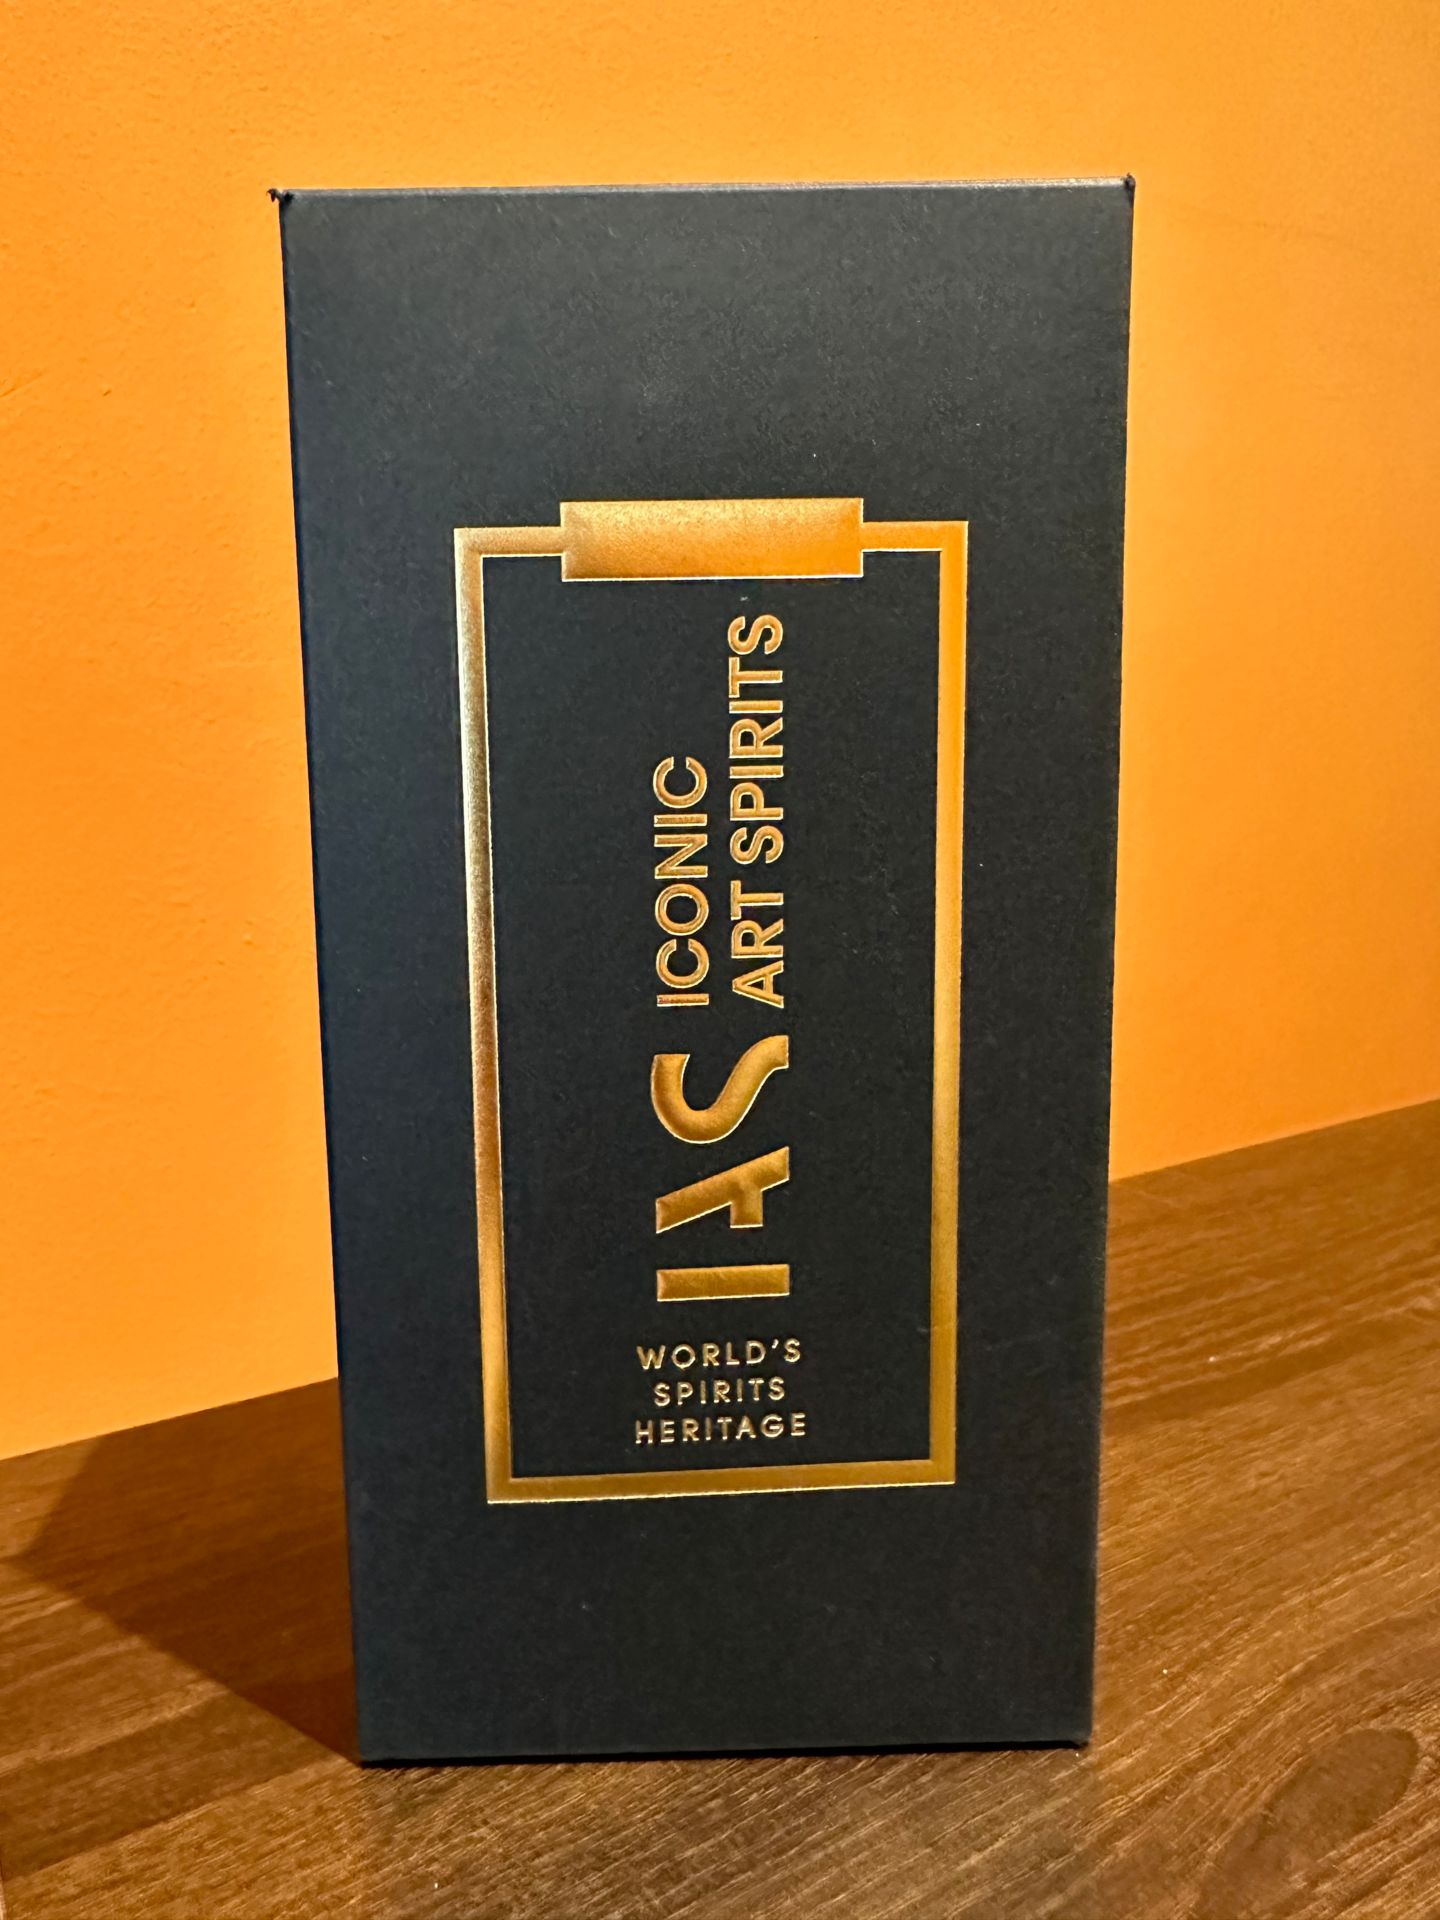 IAS
ICONIC
ART SPIRITS
WORLD'S
SPIRITS
HERITAGE